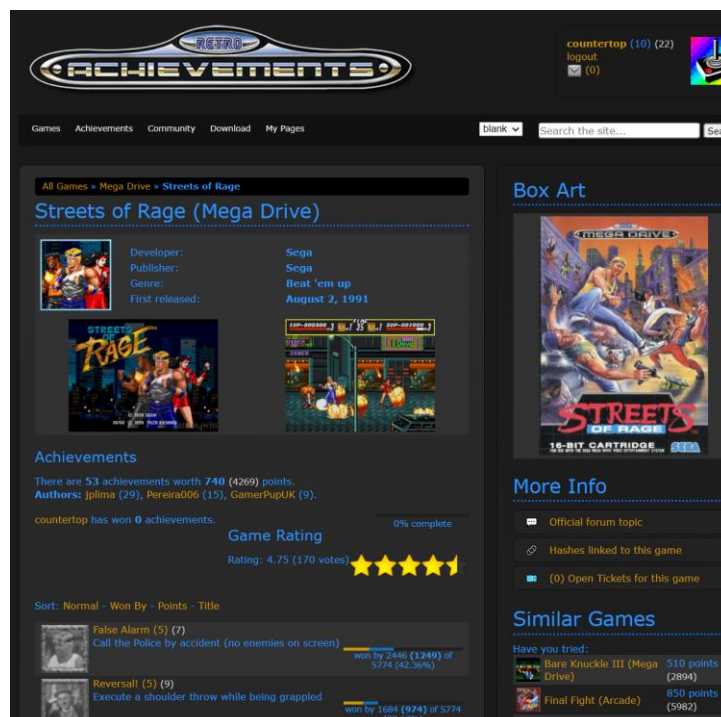 RETRO
ACHIEVEMENTS
countertop (10) (22)
logout
(0)
Games Achievements Community Download My Pages
blank
Search the site...
All Games » Mega Drive » Streets of Rage
Streets of Rage (Mega Drive)
Developer: Sega
Publisher: Sega
Genre: Beat 'em up
First released: August 2, 1991
STREETS
OF
RAGE
Achievements
There are 53 achievements worth 740 (4269) points.
Authors: jplima (29), Pereira006 (15), GamerPupUK (9).
countertop has won 0 achievements.
0% complete
Game Rating
Rating: 4.75 (170 votes)
Sort: Normal - Won By - Points - Title
False Alarm (5) (7)
Call the Police by accident (no enemies on screen)
won by 2446 (1249) of
5774 (42.36%)
Reversal! (5) (9)
Execute a shoulder throw while being grappled
won by 1684 (974) of 5774
Box Art
MEGA DRIVE
STREETS
OF RAGE
16-BIT CARTRIDGE
SEGA
More Info
Official forum topic
Hashes linked to this game
(0) Open Tickets for this game
Similar Games
Have you tried:
Bare Knuckle III (Mega Drive) 510 points
(2894)
Final Fight (Arcade) 850 points
(5982)